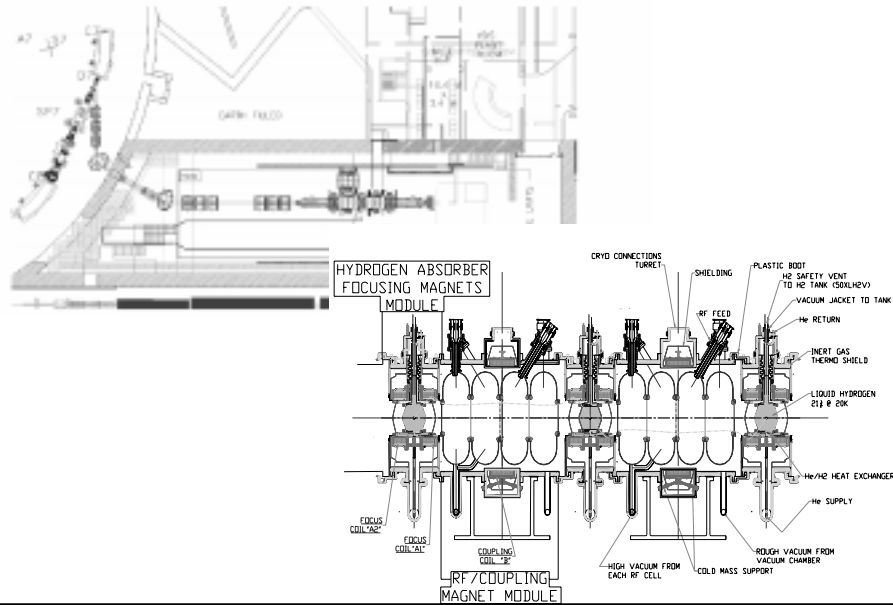 HYDROGEN ABSORBER
FOCUSING MAGNETS
MODULE
CRYO CONNECTIONS
TURRET
SHIELDING
RF FEED
PLASTIC BOOT
H2 SAFETY VENT
TO H2 TANK (50XLH2V)
VACUUM JACKET TO TANK
He RETURN
INERT GAS
THERMO SHIELD
LIQUID HYDROGEN
21ℓ @ 20K
He/H2 HEAT EXCHANGER
He SUPPLY
FOCUS
COIL "A2"
FOCUS
COIL "A1"
COUPLING
COIL "B"
HIGH VACUUM FROM
EACH RF CELL
COLD MASS SUPPORT
ROUGH VACUUM FROM
VACUUM CHAMBER
RF/COUPLING
MAGNET MODULE